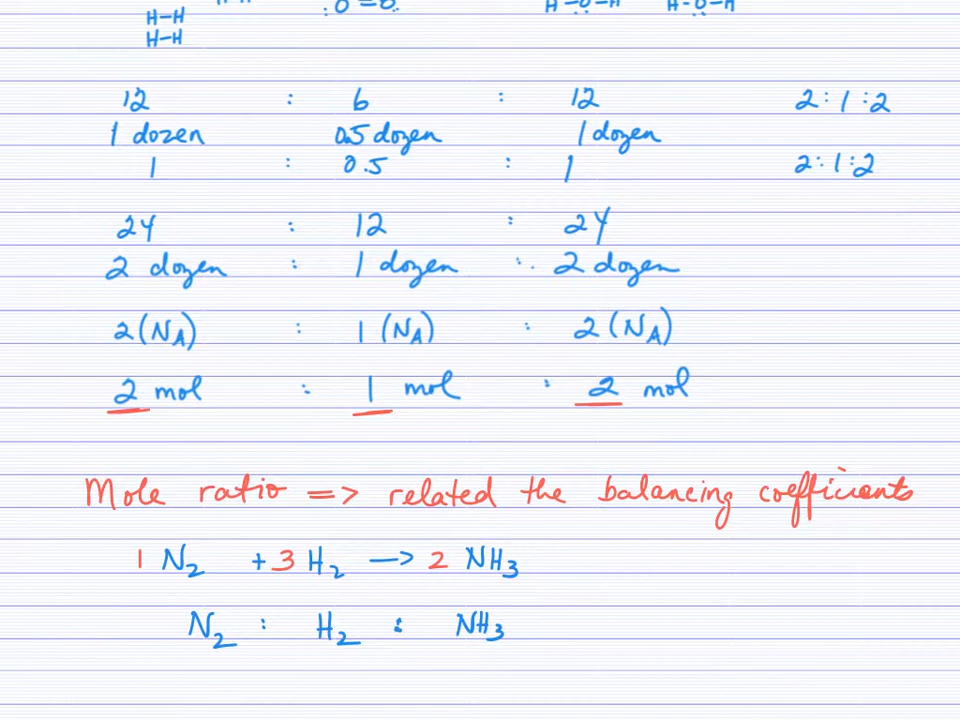 H-H :O=O: H-O-H H-O-H
H-H
H-H
12 : 6 : 12 2:1:2
1 dozen 0.5 dozen 1 dozen
1 : 0.5 : 1 2:1:2
24 : 12 : 24
2 dozen : 1 dozen : 2 dozen
2(NA) : 1(NA) : 2(NA)
2 mol : 1 mol : 2 mol
Mole ratio => related the balancing coefficients
1 N2 + 3 H2 -> 2 NH3
N2 : H2 : NH3